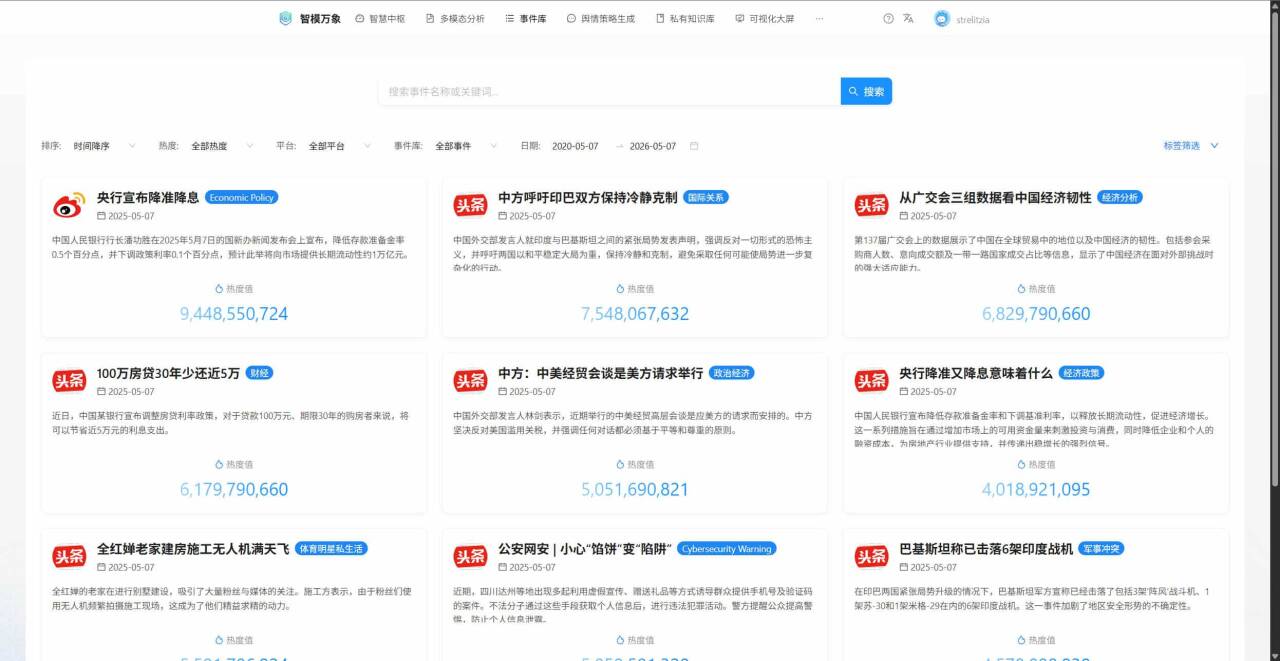 智模万象 智慧中枢 多模态分析 事件库 舆情策略生成 私有知识库 可视化大屏 ··· strelitzia
搜索事件名称或关键词... 搜索
排序: 时间降序 热度: 全部热度 平台: 全部平台 事件库: 全部事件 日期: 2020-05-07 → 2026-05-07 标签筛选
央行宣布降准降息 Economic Policy
2025-05-07
中国人民银行行长潘功胜在2025年5月7日的国新办新闻发布会上宣布，降低存款准备金率
0.5个百分点，并下调政策利率0.1个百分点，预计此举将向市场提供长期流动性约1万亿元。
热度值
9,448,550,724
头条
中方呼吁印巴双方保持冷静克制 国际关系
2025-05-07
中国外交部发言人就印度与巴基斯坦之间的紧张局势发表声明，强调反对一切形式的恐怖主
义，并呼吁两国以和平稳定大局为重，保持冷静和克制，避免采取任何可能使局势进一步复
杂化的行动。
热度值
7,548,067,632
头条
从广交会三组数据看中国经济韧性 经济分析
2025-05-07
第137届广交会上的数据展示了中国在全球贸易中的地位以及中国经济的韧性。包括参会采
购商人数、意向成交额及一带一路国家成交占比等信息，显示了中国经济在面对外部挑战时
的强大适应能力。
热度值
6,829,790,660
头条
100万房贷30年少还近5万 财经
2025-05-07
近日，中国某银行宣布调整房贷利率政策，对于贷款100万元、期限30年的购房者来说，将
可以节省近5万元的利息支出。
热度值
6,179,790,660
头条
中方：中美经贸会谈是美方请求举行 政治经济
2025-05-07
中国外交部发言人林剑表示，近期举行的中美经贸高层会谈是应美方的请求而安排的。中方
坚决反对美国滥用关税，并强调任何对话都必须基于平等和尊重的原则。
热度值
5,051,690,821
头条
央行降准又降息意味着什么 经济政策
2025-05-07
中国人民银行宣布降低存款准备金率和下调基准利率，以释放长期流动性，促进经济增长。
这一系列措施旨在通过增加市场上的可用资金量来刺激投资与消费，同时降低企业和个人的
融资成本，为房地产行业提供支持，并传递出稳增长的强烈信号。
热度值
4,018,921,095
头条
全红婵老家建房施工无人机满天飞 体育明星私生活
2025-05-07
全红婵的老家在进行别墅建设，吸引了大量粉丝与媒体的关注。施工方表示，由于粉丝们使
用无人机频繁拍摄施工现场，这成为了他们精益求精的动力。
热度值
头条
公安网安 | 小心“馅饼”变“陷阱” Cybersecurity Warning
2025-05-07
近期，四川达州等地出现多起利用虚假宣传、赠送礼品等方式诱导群众提供手机号及验证码
的案件。不法分子通过这些手段获取个人信息后，进行违法犯罪活动。警方提醒公众提高警
惕，防止个人信息泄露。
热度值
头条
巴基斯坦称已击落6架印度战机 军事冲突
2025-05-07
在印巴两国紧张局势升级的情况下，巴基斯坦军方宣称已经击落了包括3架“阵风”战斗机、1
架苏-30和1架米格-29在内的6架印度战机。这一事件加剧了地区安全形势的不确定性。
热度值